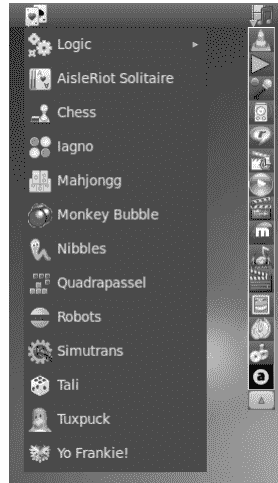 Logic
AisleRiot Solitaire
Chess
Iagno
Mahjongg
Monkey Bubble
Nibbles
Quadrapassel
Robots
Simutrans
Tali
Tuxpuck
Yo Frankie!
m
a